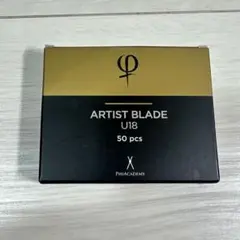 φ
ARTIST BLADE
U18
50 pcs
PHIACADEMY